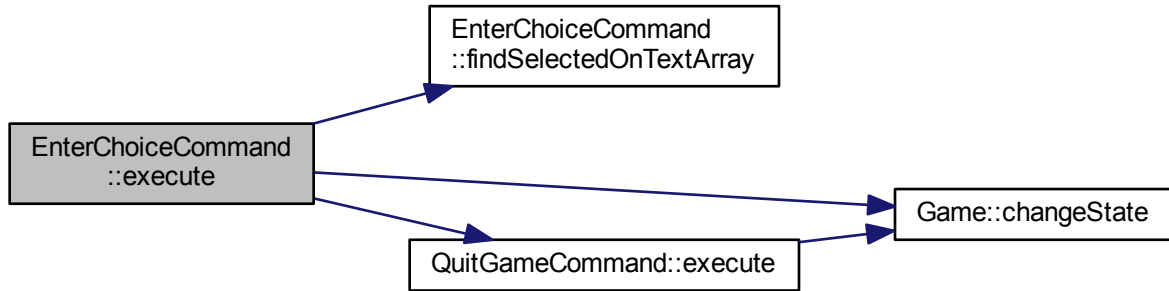 EnterChoiceCommand
::findSelectedOnTextArray
EnterChoiceCommand
::execute
Game::changeState
QuitGameCommand::execute